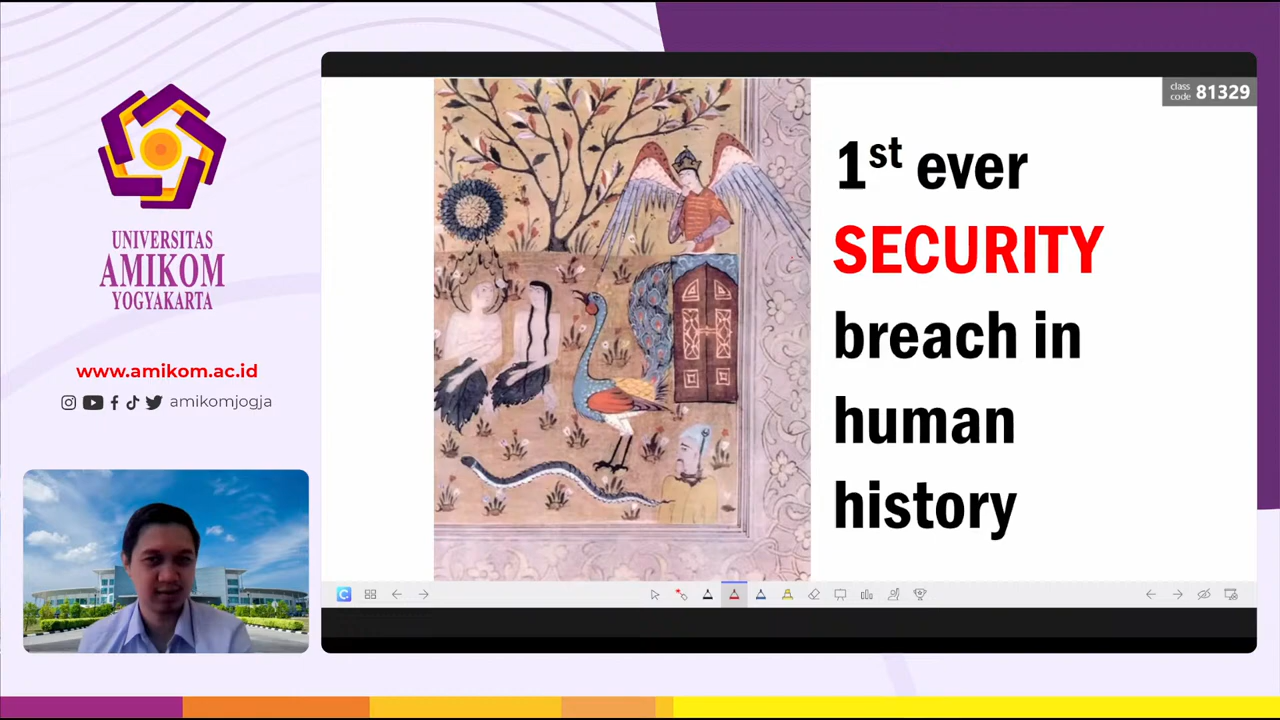 UNIVERSITAS
AMIKOM
YOGYAKARTA
www.amikom.ac.id
amikomjogja
class
code 81329
1st ever
SECURITY
breach in
human
history